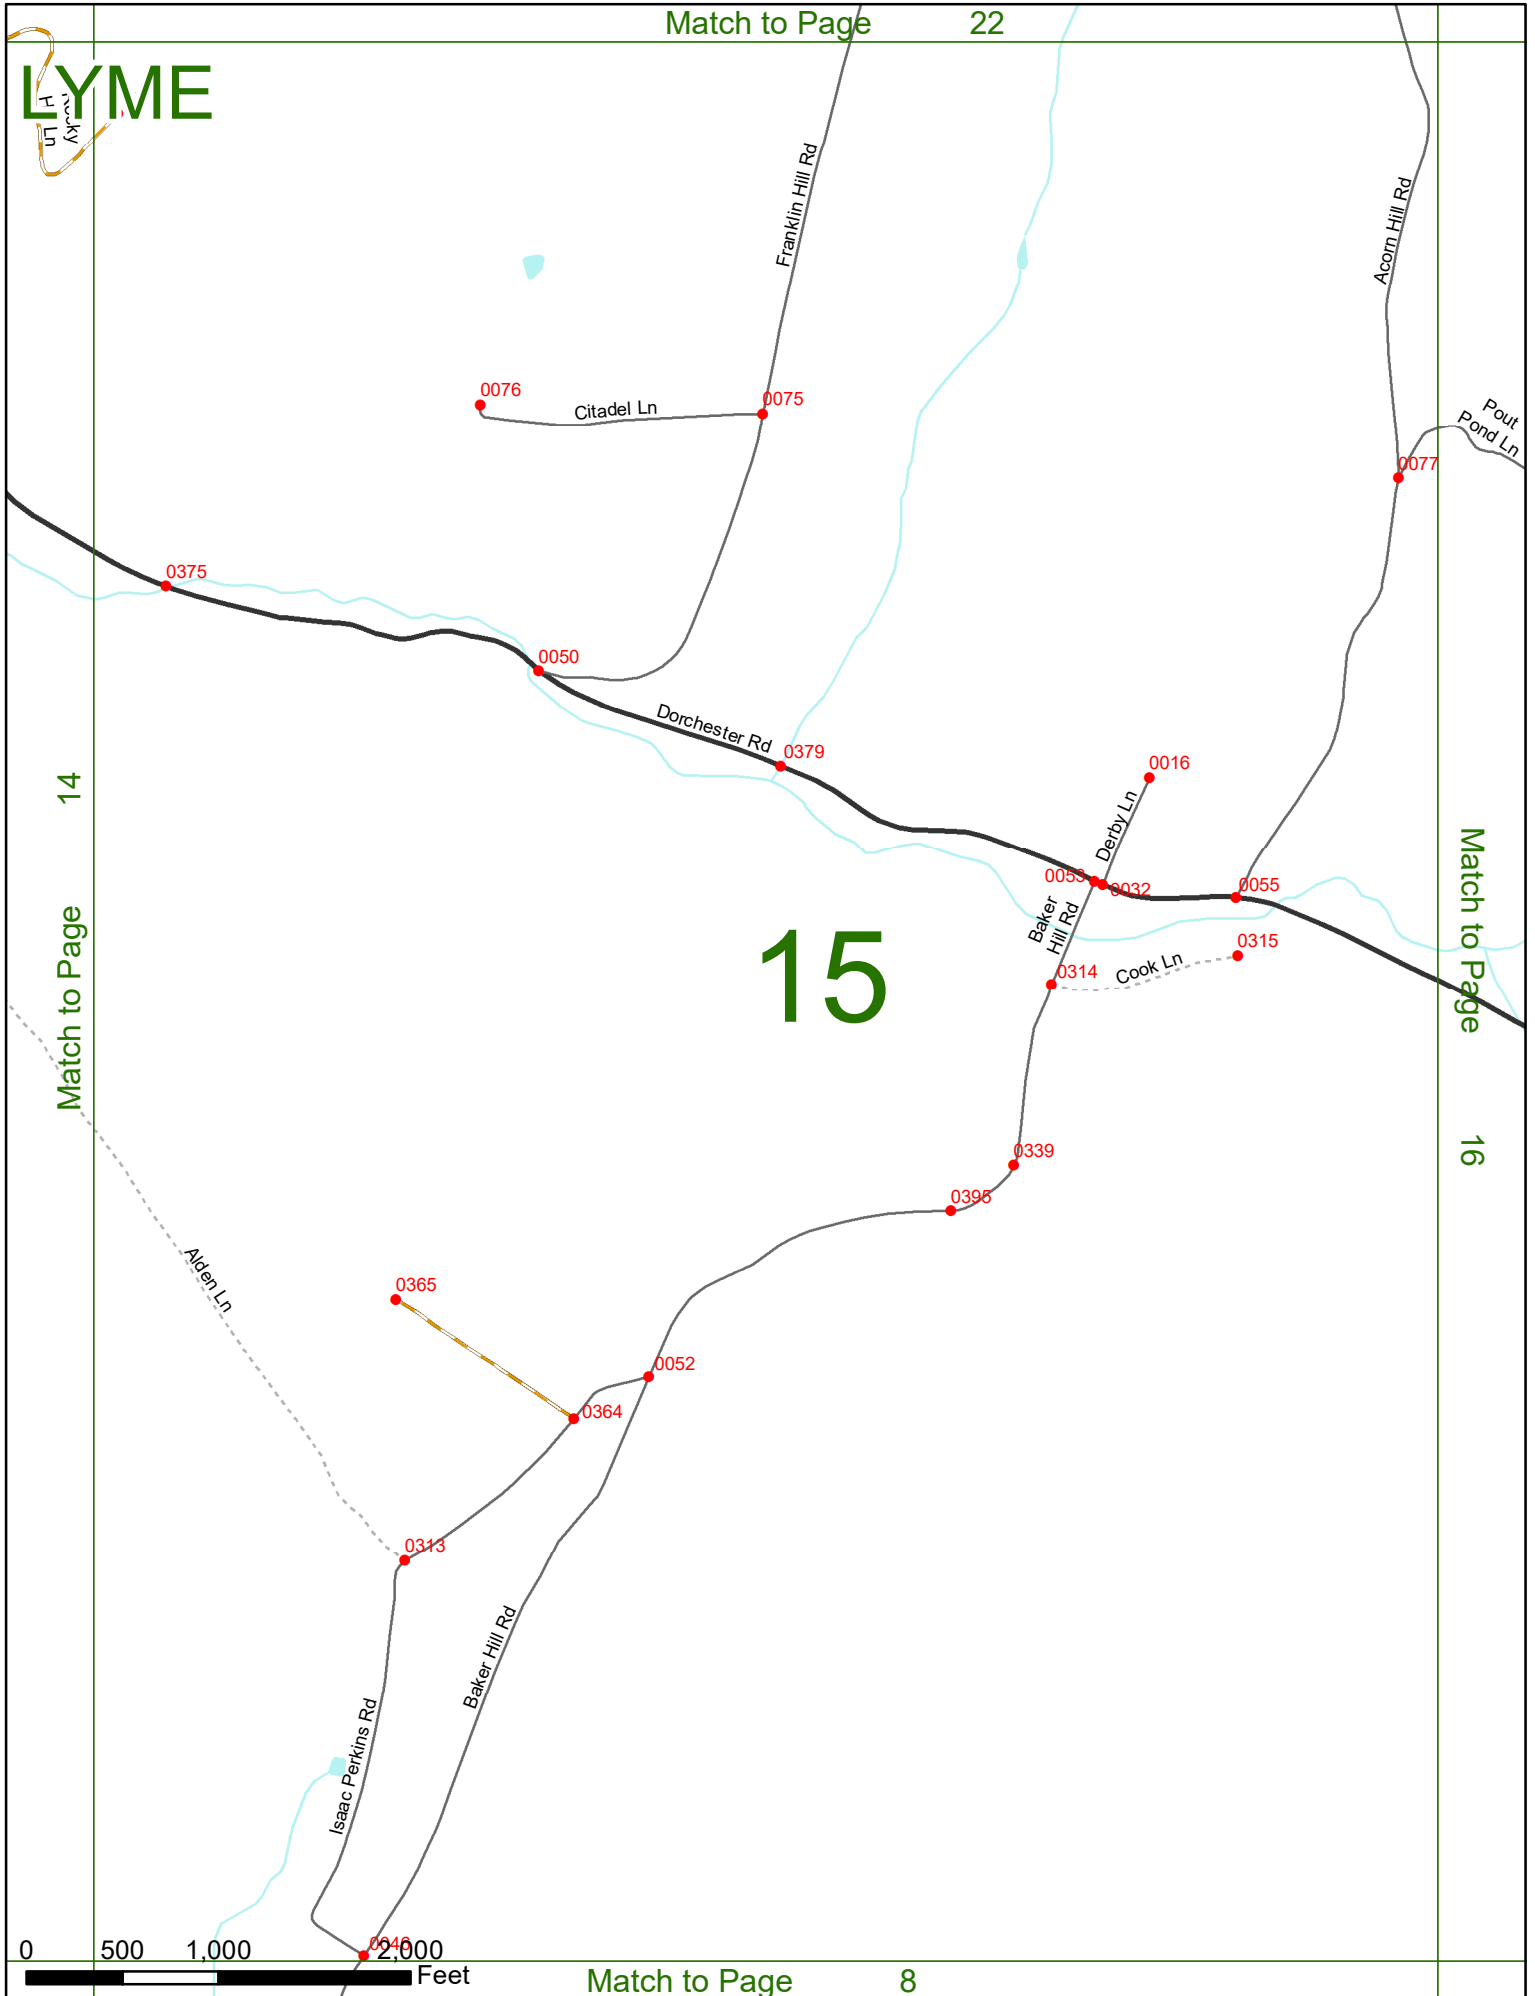 Match to Page 22
LYME
Ln
Franklin Hill Rd
Acorn Hill Rd
0076
Citadel Ln
0075
Pout
Pond Ln
0077
0375
0050
Dorchester Rd
0379
0016
Derby Ln
14
Match to Page
0053
0032
0055
Baker
Hill Rd
0315
0314
Cook Ln
15
Match to Page
16
0339
0395
Alden Ln
0365
0052
0364
0313
Baker Hill Rd
Isaac Perkins Rd
0 500 1,000 2,000
Feet
Match to Page 8